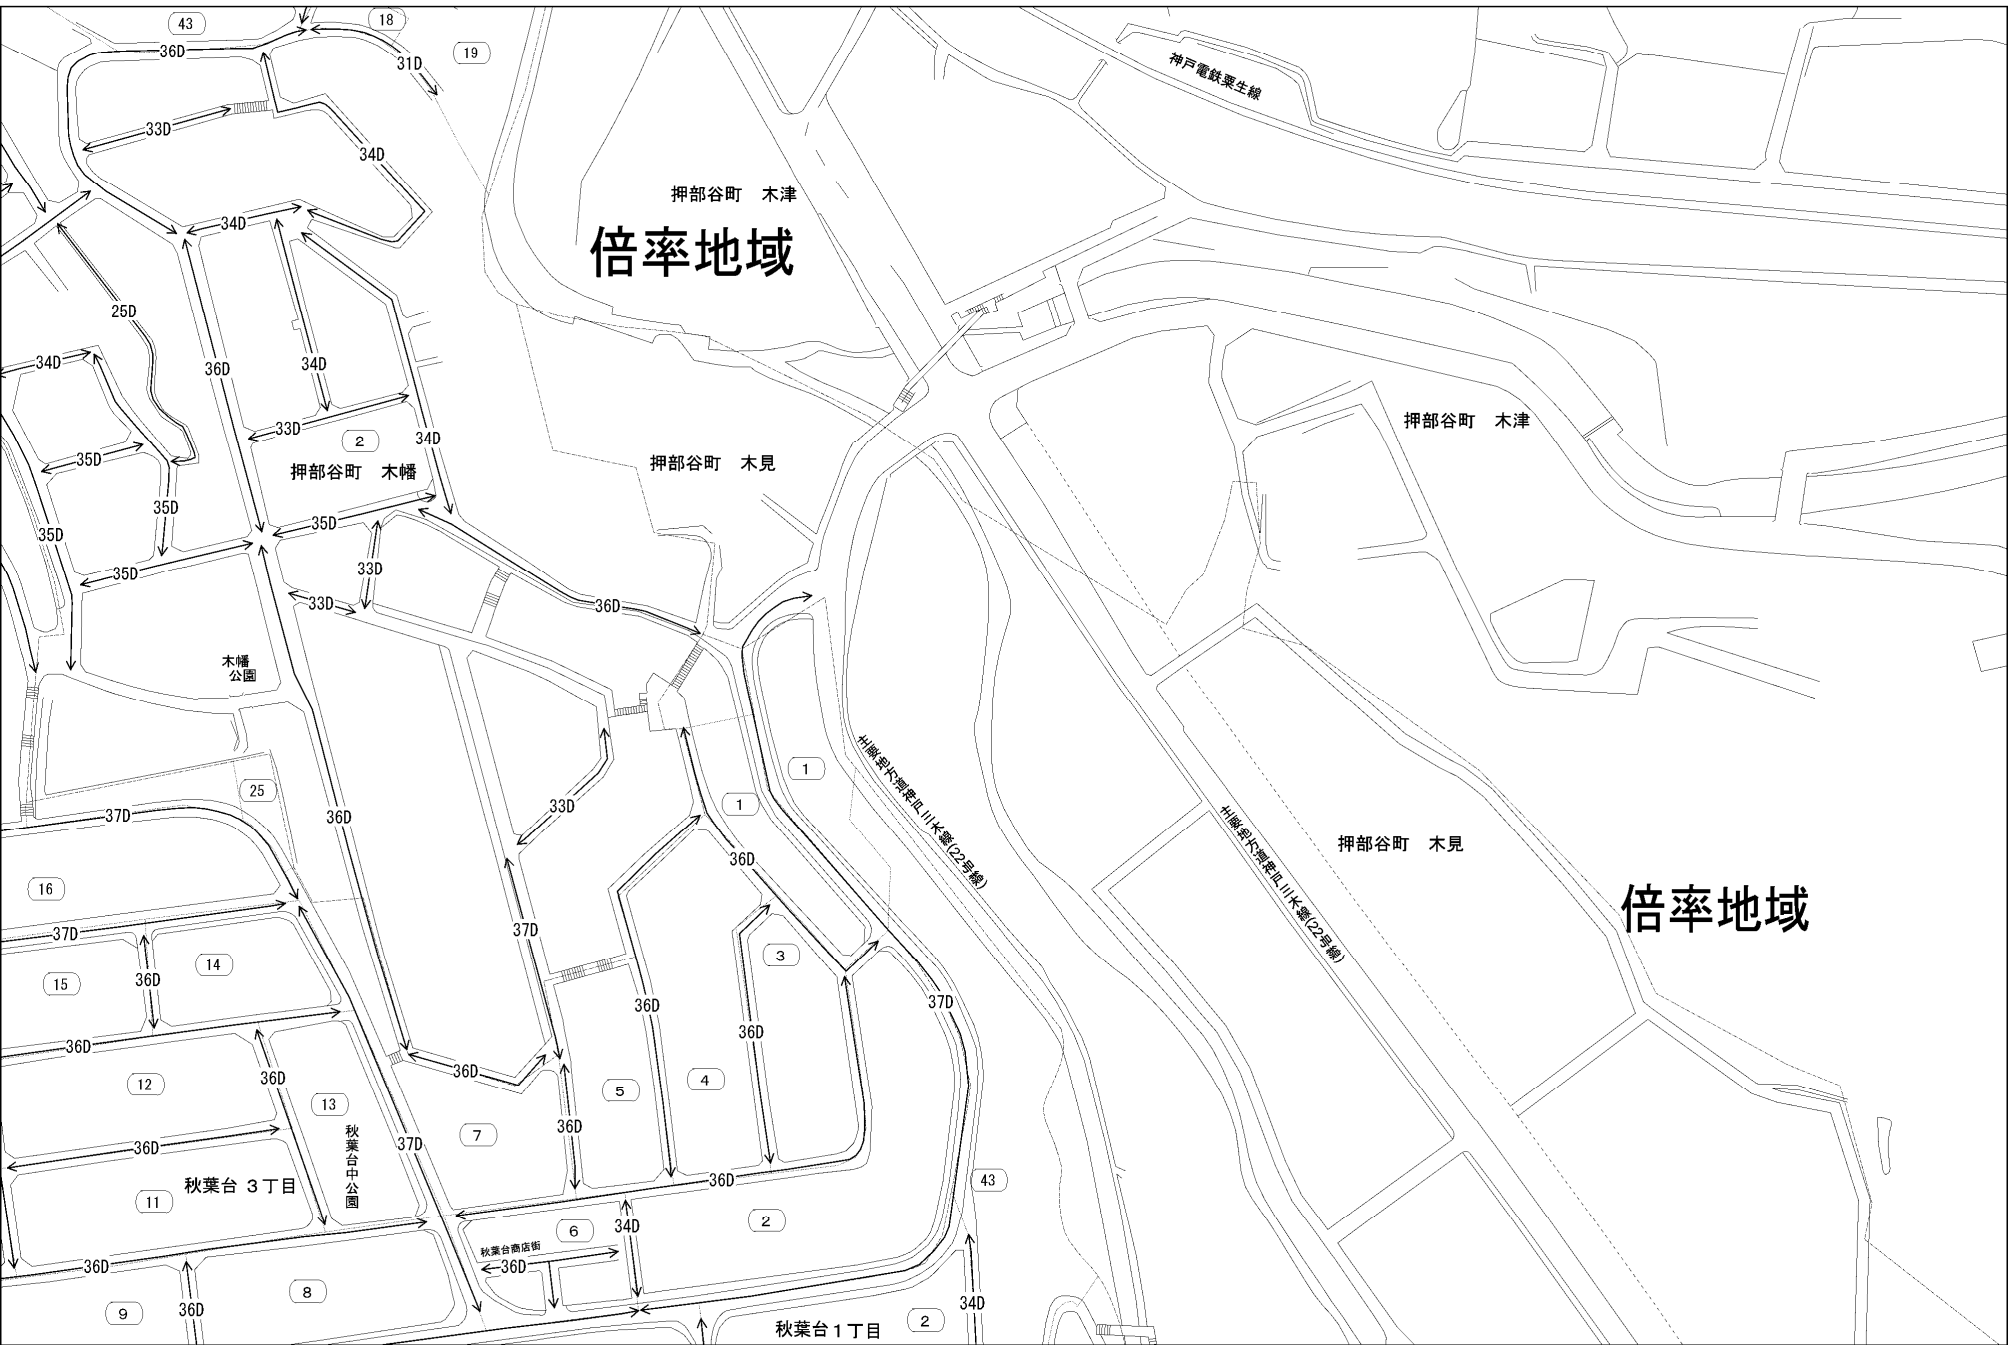 43
18
36D
31D
19
神戸電鉄粟生線
33D
34D
押部谷町 木津
34D
倍率地域
25D
34D
36D
34D
押部谷町 木津
33D
2
34D
35D
押部谷町 木幡
押部谷町 木見
35D
35D
35D
33D
35D
33D
36D
木幡
公園
主要地方道神戸三木線(22号線)
1
25
1
33D
37D
36D
主要地方道神戸三木線(22号線)
押部谷町 木見
36D
16
倍率地域
37D
37D
3
14
15
36D
36D
37D
36D
36D
36D
36D
36D
4
12
5
13
36D
7
37D
秋葉台中公園
36D
36D
43
秋葉台 3丁目
11
2
6
34D
秋葉台商店街
36D
36D
8
34D
9
36D
2
秋葉台1丁目